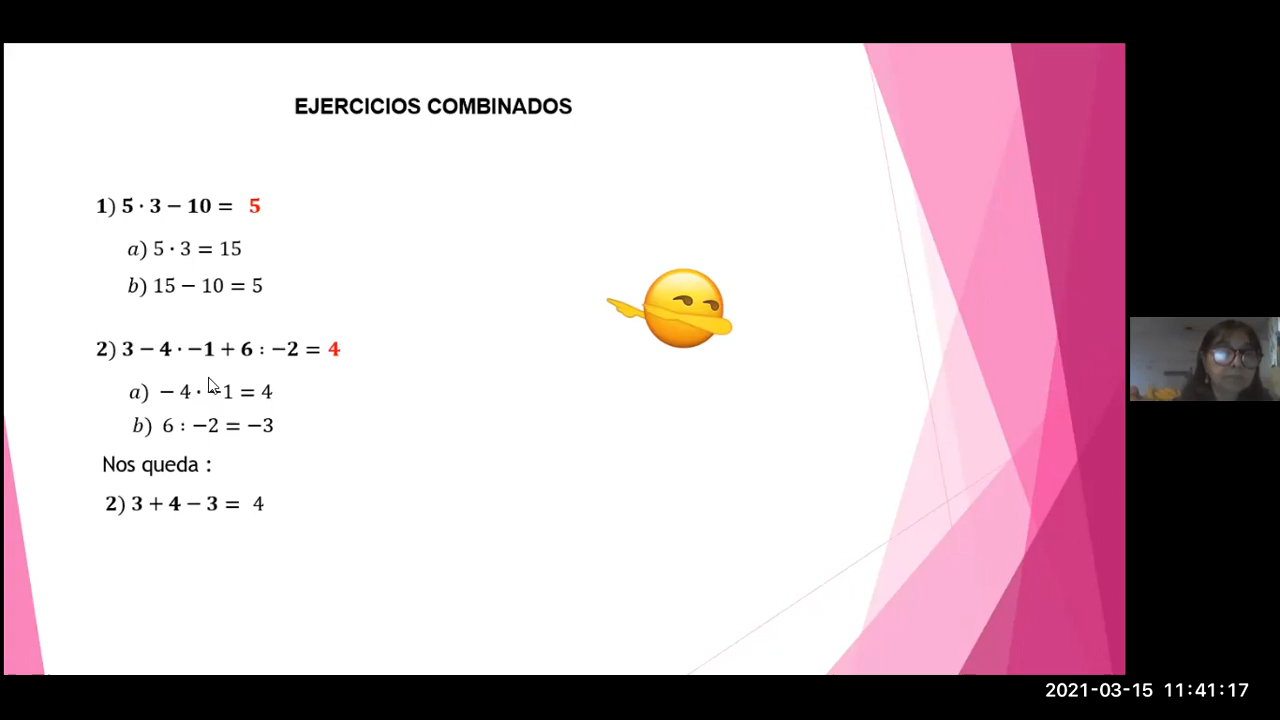 EJERCICIOS COMBINADOS
1) 5 · 3 − 10 = 5
a) 5 · 3 = 15
b) 15 − 10 = 5
2) 3 − 4 · −1 + 6 : −2 = 4
a) − 4 · −1 = 4
b) 6 : −2 = −3
Nos queda :
2) 3 + 4 − 3 = 4
2021-03-15 11:41:17